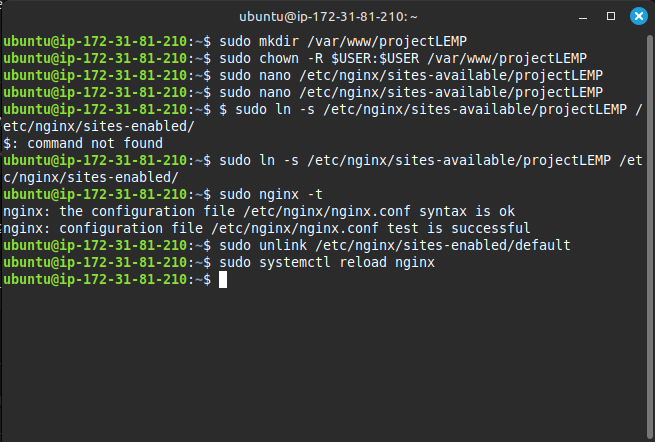 ubuntu@ip-172-31-81-210: ~
ubuntu@ip-172-31-81-210:~$ sudo mkdir /var/www/projectLEMP
ubuntu@ip-172-31-81-210:~$ sudo chown -R $USER:$USER /var/www/projectLEMP
ubuntu@ip-172-31-81-210:~$ sudo nano /etc/nginx/sites-available/projectLEMP
ubuntu@ip-172-31-81-210:~$ sudo nano /etc/nginx/sites-available/projectLEMP
ubuntu@ip-172-31-81-210:~$ $ sudo ln -s /etc/nginx/sites-available/projectLEMP /
etc/nginx/sites-enabled/
$: command not found
ubuntu@ip-172-31-81-210:~$ sudo ln -s /etc/nginx/sites-available/projectLEMP /et
c/nginx/sites-enabled/
ubuntu@ip-172-31-81-210:~$ sudo nginx -t
nginx: the configuration file /etc/nginx/nginx.conf syntax is ok
nginx: configuration file /etc/nginx/nginx.conf test is successful
ubuntu@ip-172-31-81-210:~$ sudo unlink /etc/nginx/sites-enabled/default
ubuntu@ip-172-31-81-210:~$ sudo systemctl reload nginx
ubuntu@ip-172-31-81-210:~$